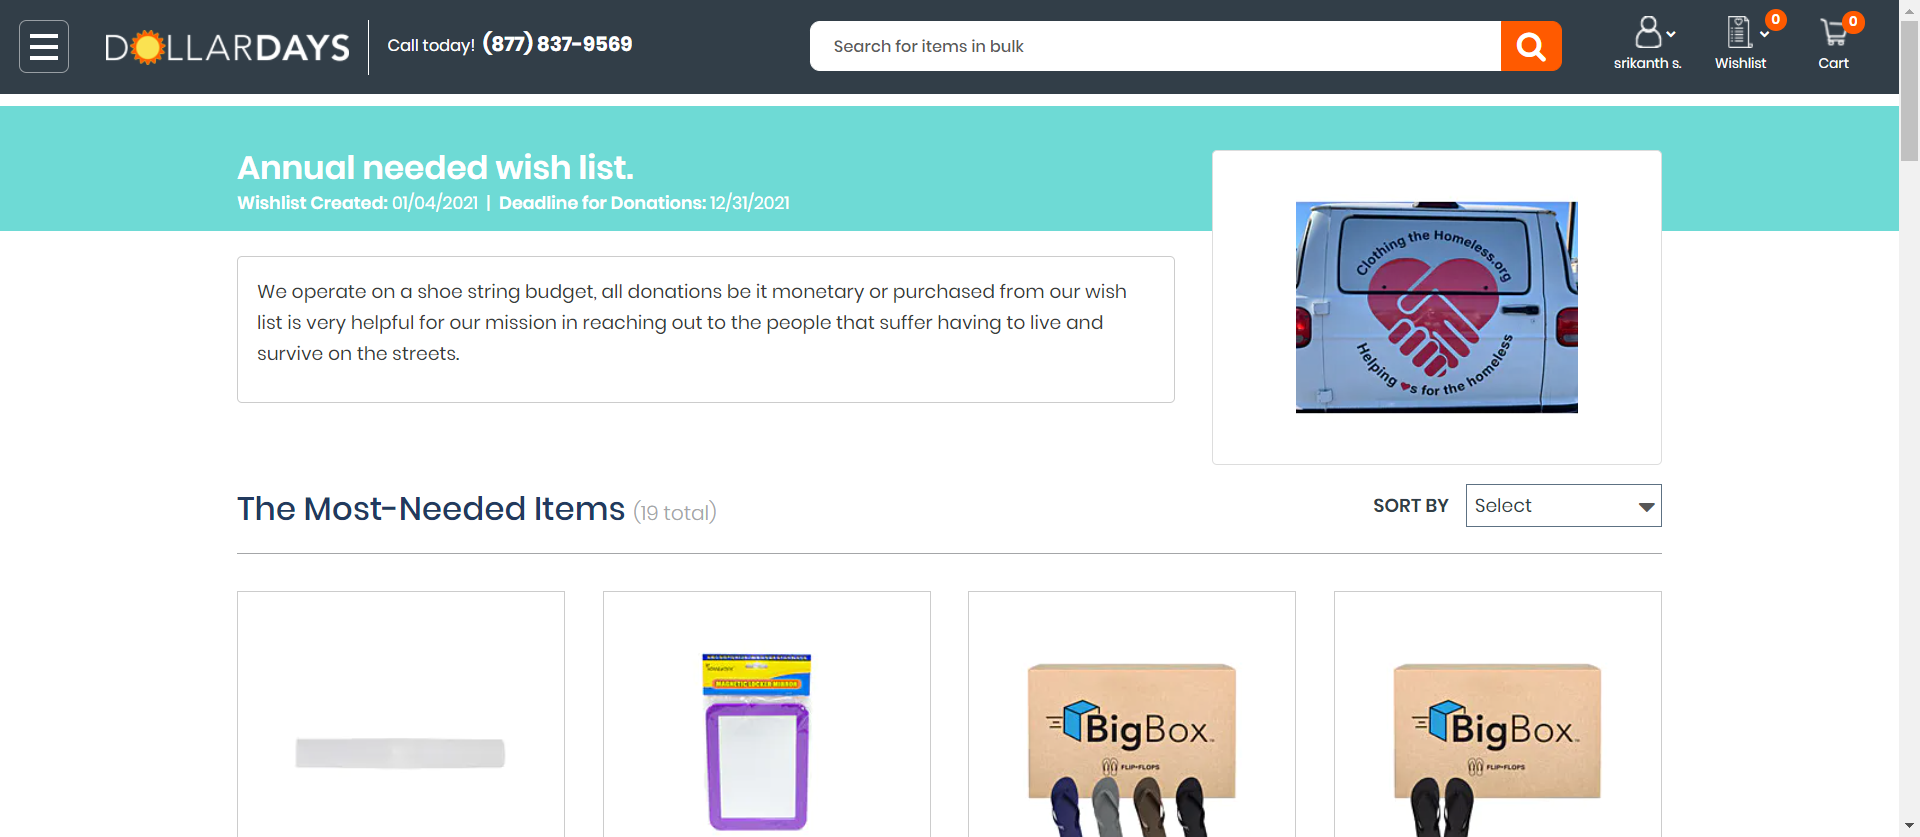 DOLLARDAYS
Call today! (877) 837-9569
Search for items in bulk
srikanth s.
0
Wishlist
0
Cart
Annual needed wish list.
Wishlist Created: 01/04/2021 | Deadline for Donations: 12/31/2021
We operate on a shoe string budget, all donations be it monetary or purchased from our wish
list is very helpful for our mission in reaching out to the people that suffer having to live and
survive on the streets.
Clothing the Homeless.org
Helping ♥s for the homeless
The Most-Needed Items (19 total)
SORT BY
Select
MAGNETIC LOCKER MIRROR
BigBox™
FLIP-FLOPS
BigBox™
FLIP-FLOPS